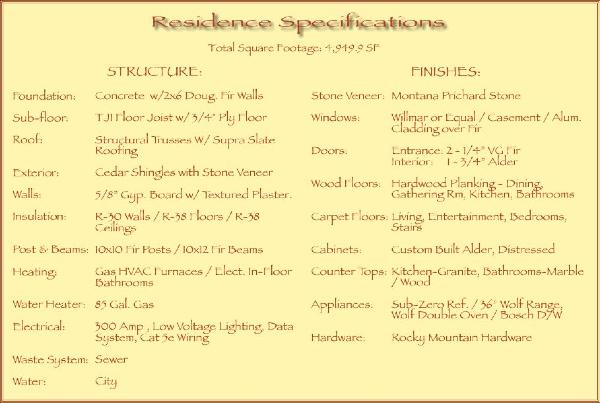 Residence Specifications
Total Square Footage: 4,949.9 SF
STRUCTURE:
Foundation: Concrete w/2x6 Doug. Fir Walls
Sub-floor: TJI Floor Joist w/ 3/4" Ply Floor
Roof: Structural Trusses W/ Supra Slate
Roofing
Exterior: Cedar Shingles with Stone Veneer
Walls: 5/8" Gyp. Board w/ Textured Plaster.
Insulation: R-30 Walls / R-38 Floors / R-38
Ceilings
Post & Beams: 10x10 Fir Posts / 10x12 Fir Beams
Heating: Gas HVAC Furnaces / Elect. In-Floor
Bathrooms
Water Heater: 85 Gal. Gas
Electrical: 300 Amp , Low Voltage Lighting, Data
System, Cat 5e Wiring
Waste System: Sewer
Water: City
FINISHES:
Stone Veneer: Montana Prichard Stone
Windows: Willmar or Equal / Casement / Alum.
Cladding over Fir
Doors: Entrance: 2 - 1/4" VG Fir
Interior: 1 - 3/4" Alder
Wood Floors: Hardwood Planking - Dining,
Gathering Rm, Kitchen, Bathrooms
Carpet Floors: Living, Entertainment, Bedrooms,
Stairs
Cabinets: Custom Built Alder, Distressed
Counter Tops: Kitchen-Granite, Bathrooms-Marble
/ Wood
Appliances: Sub-Zero Ref. / 36" Wolf Range,
Wolf Double Oven / Bosch D/W
Hardware: Rocky Mountain Hardware